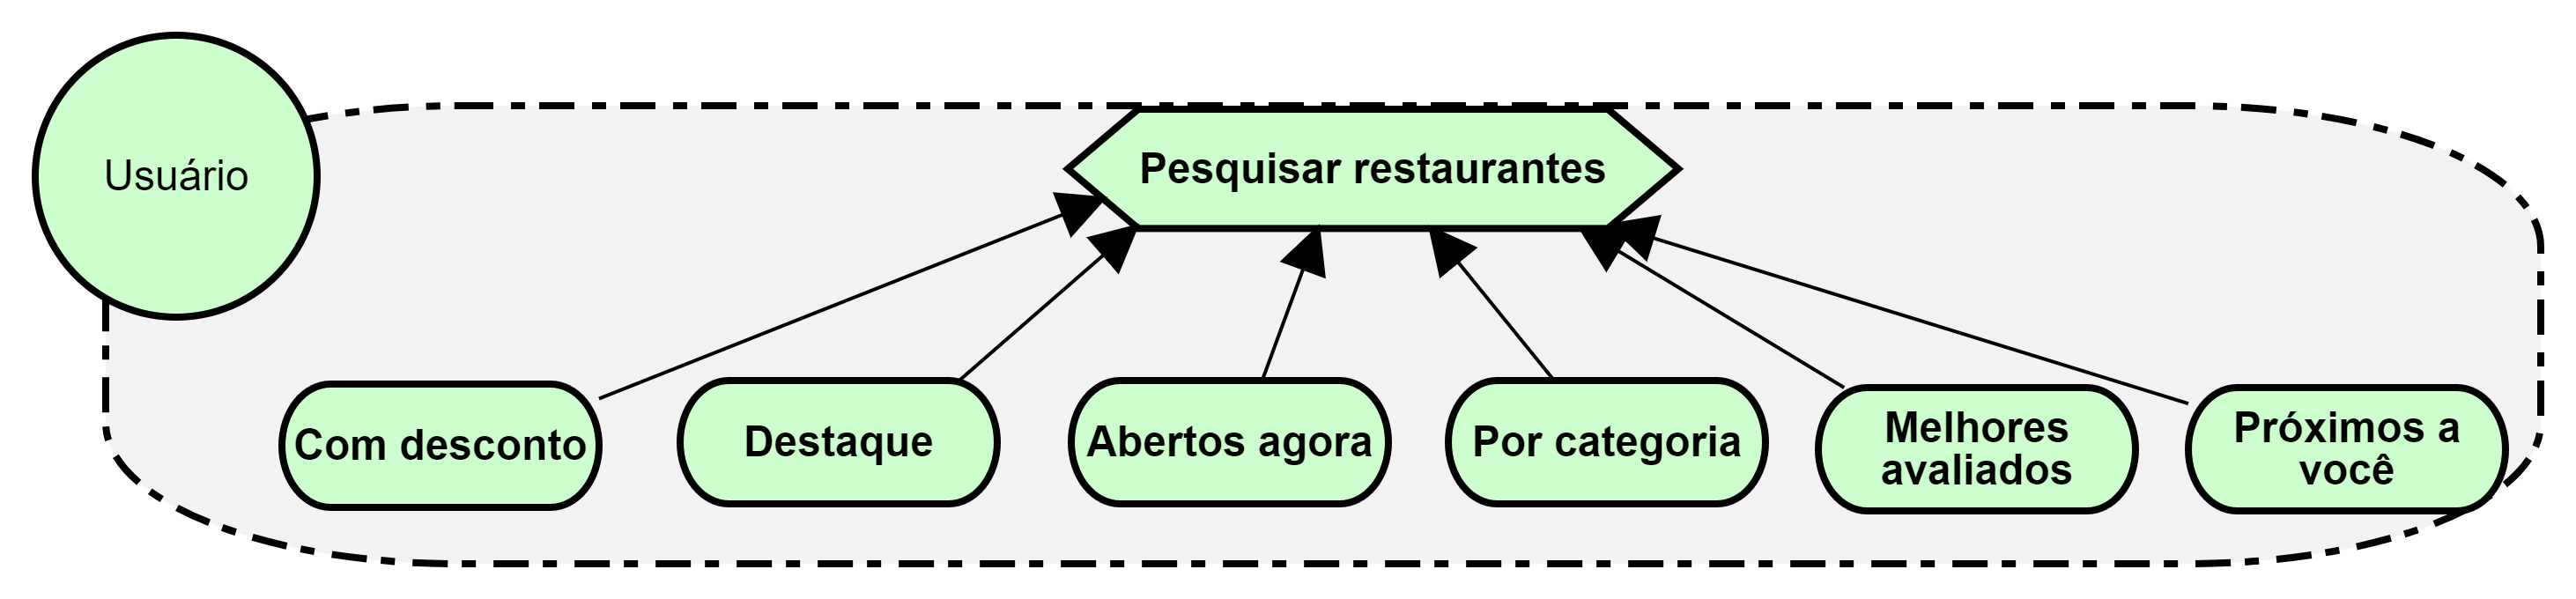 Usuário
Pesquisar restaurantes
Com desconto
Destaque
Abertos agora
Por categoria
Melhores
avaliados
Próximos a
você